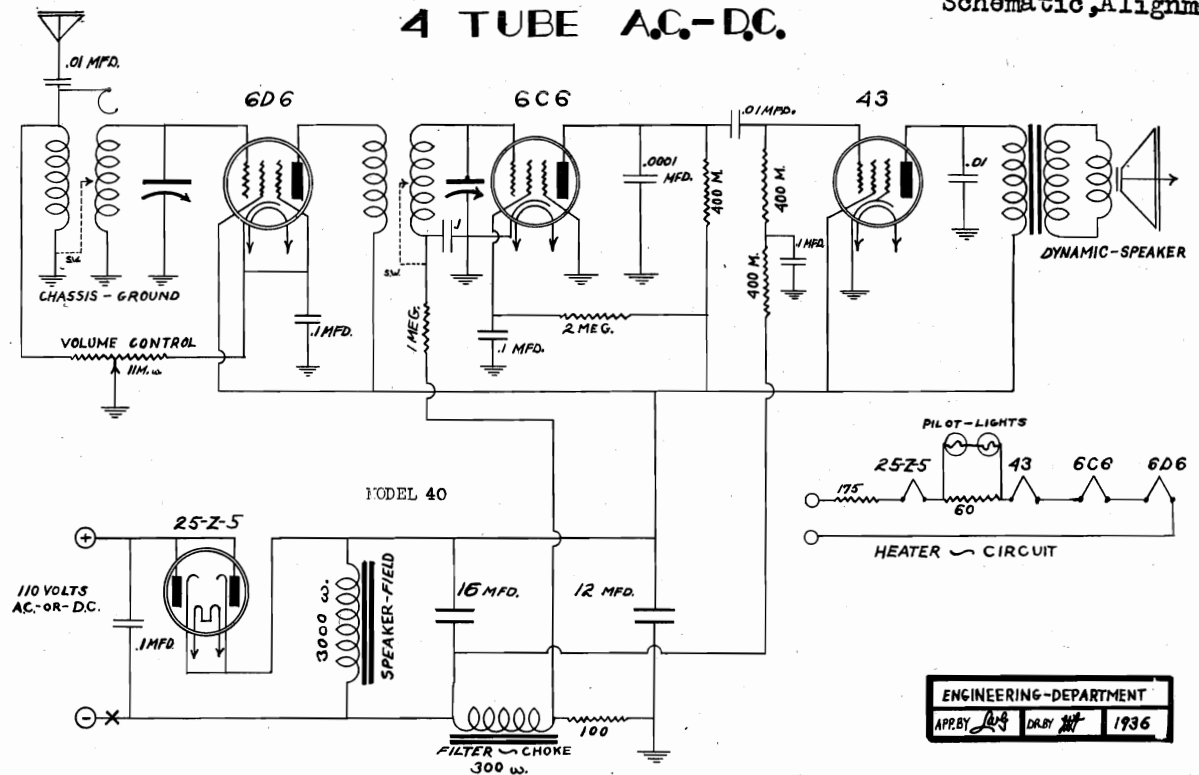 4 TUBE A.C.-D.C.
Schematic,Alignm
.01 MFD.
6D6
6C6
43
.01 MFD.
.0001
MFD.
400 M.
400 M.
.01
S.W.
.1
S.W.
400 M.
.1 MFD.
DYNAMIC-SPEAKER
CHASSIS-GROUND
.1 MFD.
1 MEG.
2 MEG.
.1 MFD.
VOLUME CONTROL
11M. ω
PILOT-LIGHTS
25-Z-5
43
6C6
6D6
175
60
HEATER CIRCUIT
MODEL 40
25-Z-5
+
110 VOLTS
A.C.-OR-D.C.
.1 MFD.
3000 ω.
SPEAKER-FIELD
16 MFD.
12 MFD.
-
X
100
FILTER CHOKE
300 ω.
ENGINEERING-DEPARTMENT
APP. BY
DR. BY
1936